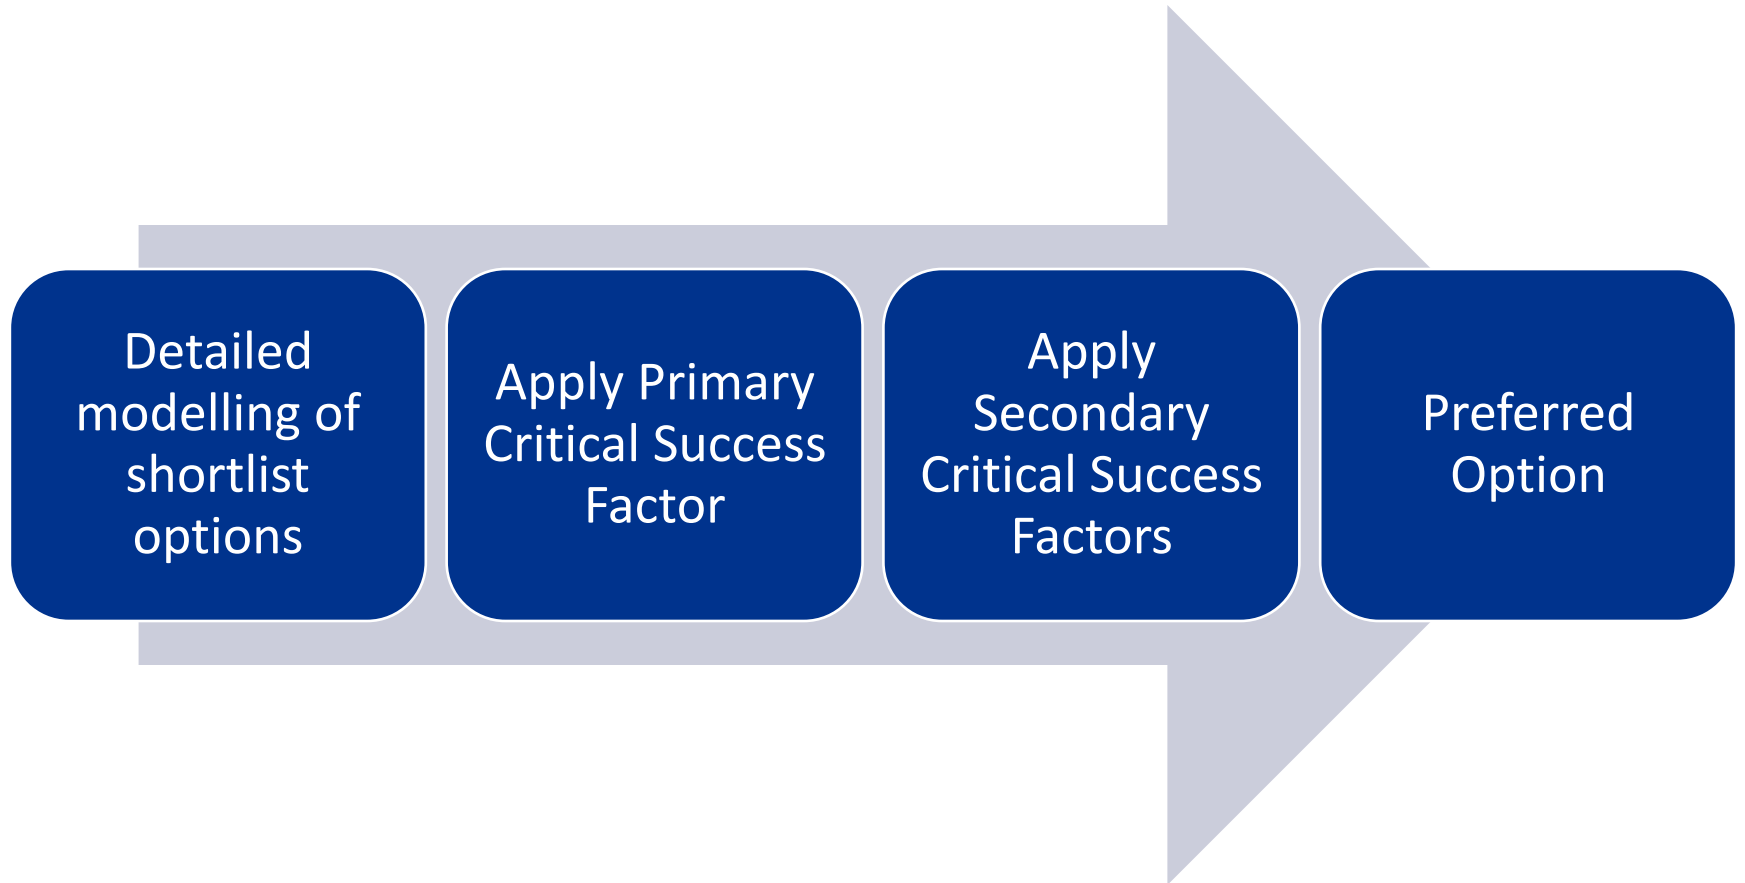 Detailed
modelling of
shortlist
options
Apply Primary
Critical Success
Factor
Apply
Secondary
Critical Success
Factors
Preferred
Option